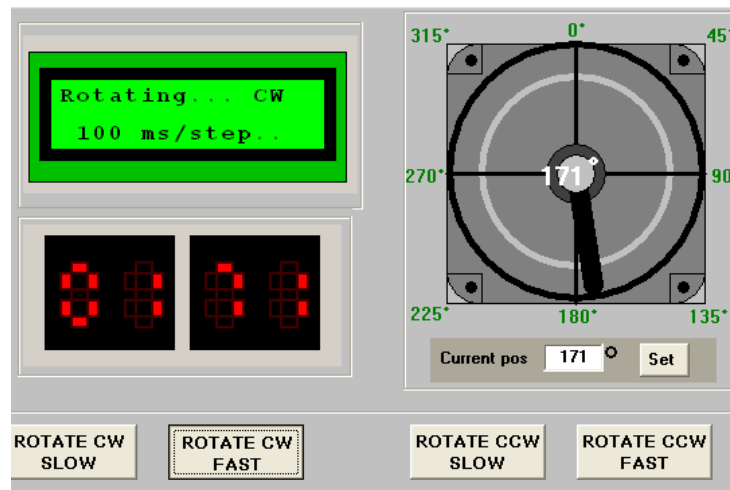 Rotating... CW
100 ms/step..
0171
315°
0°
45°
270°
171°
90
225°
180°
135°
Current pos 171 O Set
ROTATE CW
SLOW
ROTATE CW
FAST
ROTATE CCW
SLOW
ROTATE CCW
FAST